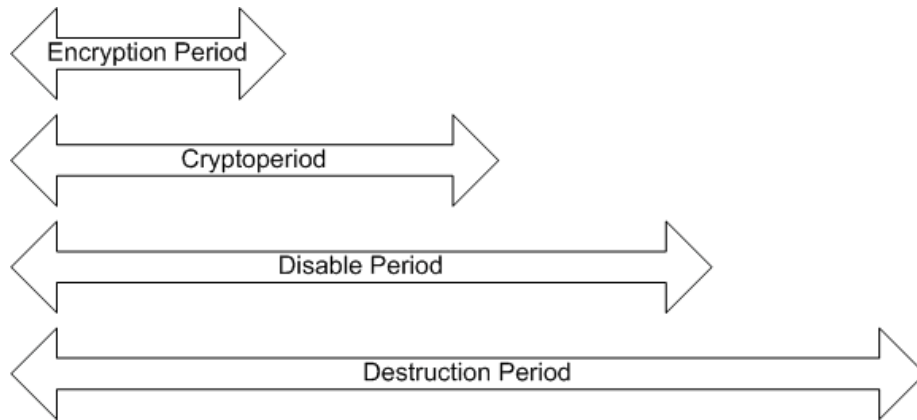 Encryption Period
Cryptoperiod
Disable Period
Destruction Period